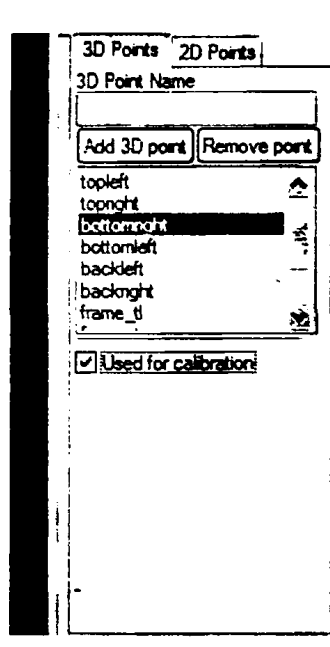 3D Points 2D Points
3D Point Name
Add 3D point Remove point
topleft
topright
bottomright
bottomleft
backleft
backright
frame_tl
Used for calibration